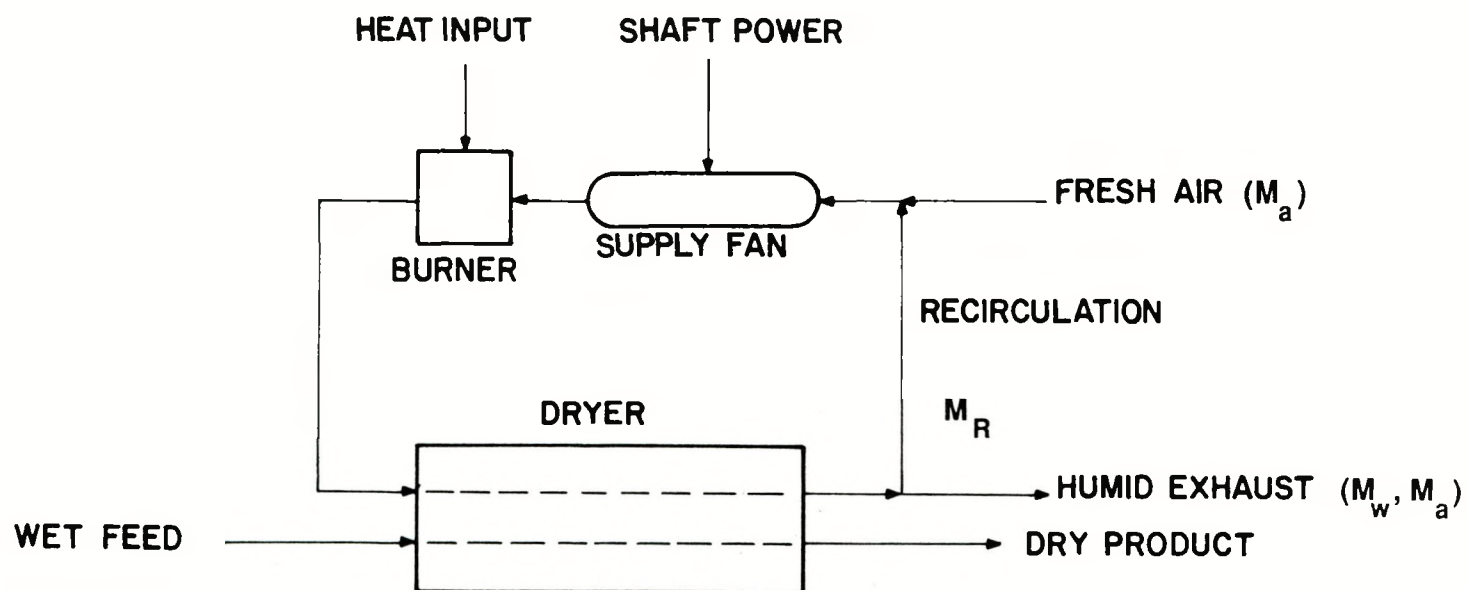 HEAT INPUT
SHAFT POWER
FRESH AIR (Ma)
SUPPLY FAN
BURNER
RECIRCULATION
DRYER
MR
HUMID EXHAUST (Mw, Ma)
WET FEED
DRY PRODUCT